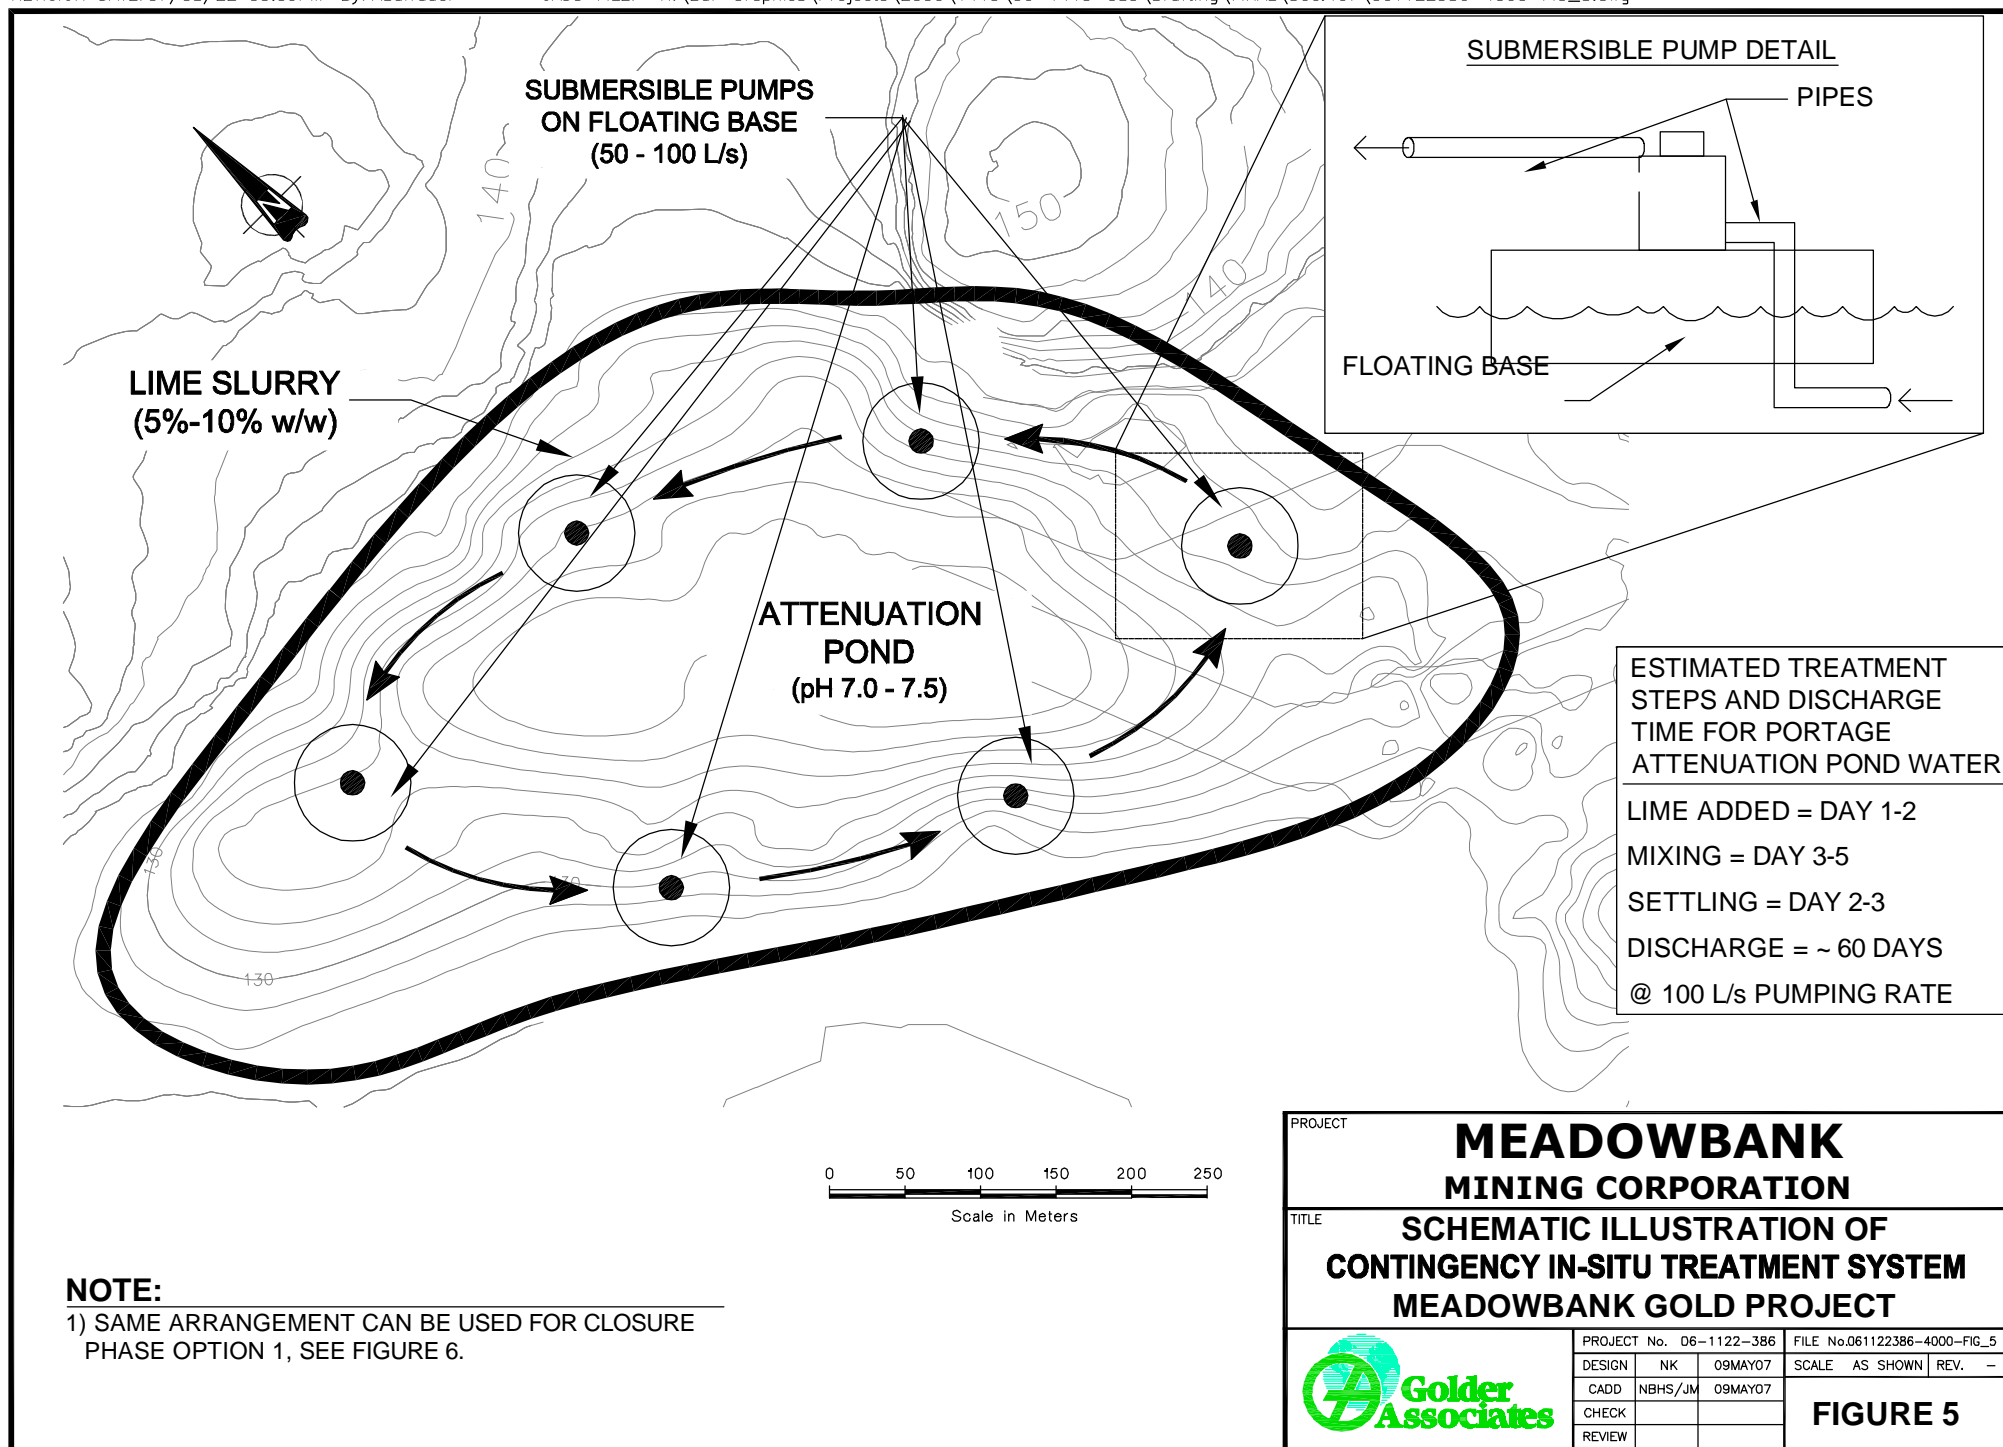 SUBMERSIBLE PUMPS
ON FLOATING BASE
(50 - 100 L/s)
SUBMERSIBLE PUMP DETAIL
PIPES
FLOATING BASE
N
140
150
140
LIME SLURRY
(5%-10% w/w)
ATTENUATION
POND
(pH 7.0 - 7.5)
130
130
ESTIMATED TREATMENT
STEPS AND DISCHARGE
TIME FOR PORTAGE
ATTENUATION POND WATER
LIME ADDED = DAY 1-2
MIXING = DAY 3-5
SETTLING = DAY 2-3
DISCHARGE = ~ 60 DAYS
@ 100 L/s PUMPING RATE
0 50 100 150 200 250
Scale in Meters
NOTE:
1) SAME ARRANGEMENT CAN BE USED FOR CLOSURE
PHASE OPTION 1, SEE FIGURE 6.
PROJECT
MEADOWBANK
MINING CORPORATION
TITLE
SCHEMATIC ILLUSTRATION OF
CONTINGENCY IN-SITU TREATMENT SYSTEM
MEADOWBANK GOLD PROJECT
Golder
Associates
PROJECT No. 06-1122-386 FILE No.061122386-4000-FIG_5
DESIGN NK 09MAY07 SCALE AS SHOWN REV. -
CADD NBHS/JM 09MAY07
CHECK
REVIEW
FIGURE 5